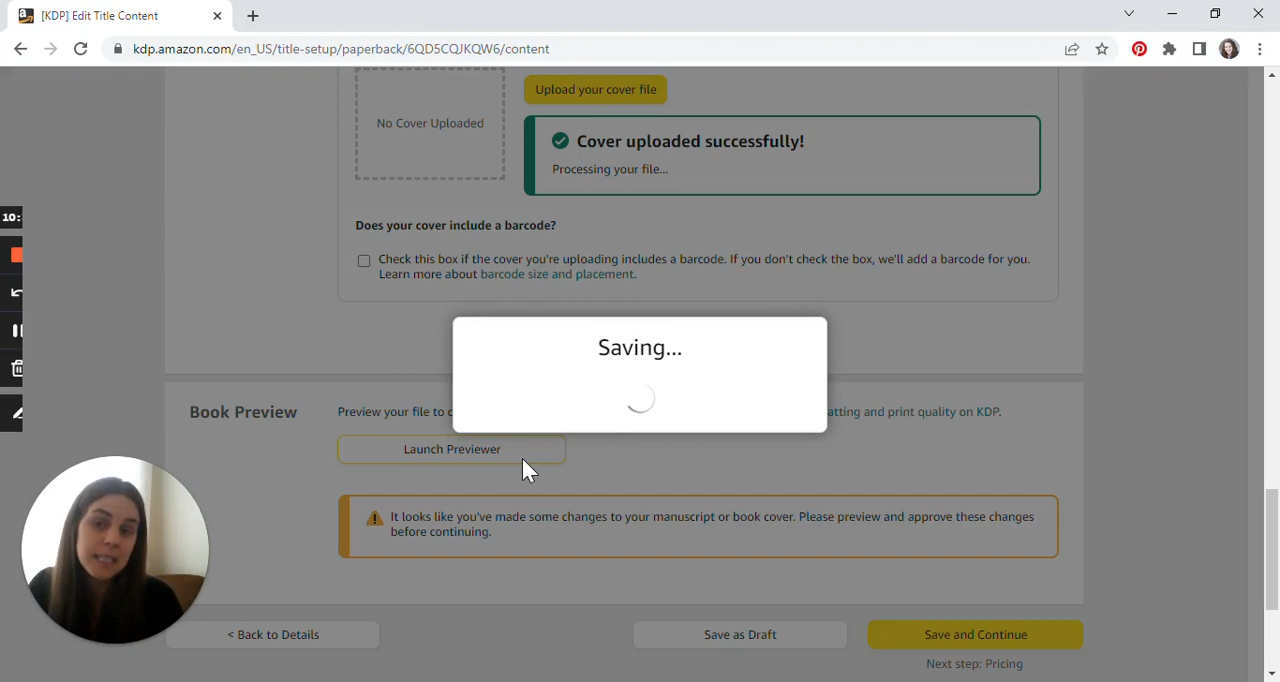 [KDP] Edit Title Content
kdp.amazon.com/en_US/title-setup/paperback/6QD5CQJKQW6/content
Upload your cover file
No Cover Uploaded
Cover uploaded successfully!
Processing your file...
10:
Does your cover include a barcode?
Check this box if the cover you're uploading includes a barcode. If you don't check the box, we'll add a barcode for you.
Learn more about barcode size and placement.
Saving...
Book Preview
Preview your file to atting and print quality on KDP.
Launch Previewer
It looks like you've made some changes to your manuscript or book cover. Please preview and approve these changes
before continuing.
< Back to Details
Save as Draft
Save and Continue
Next step: Pricing